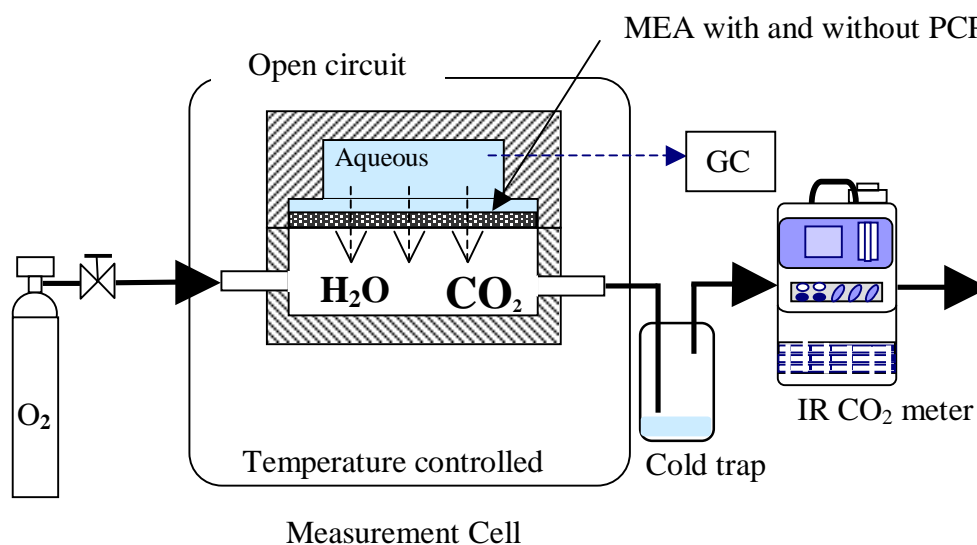 MEA with and without PCP
Open circuit
Aqueous
GC
H₂O
CO₂
O₂
IR CO₂ meter
Temperature controlled
Cold trap
Measurement Cell